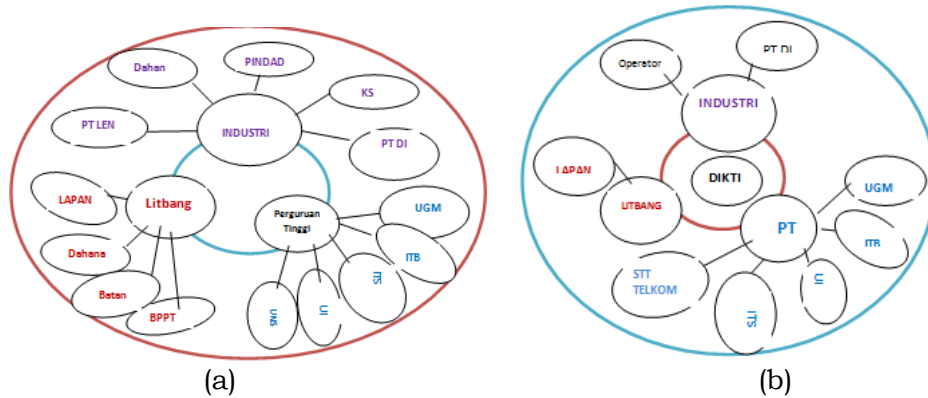 Dahan
PINDAD
KS
PT LEN
INDUSTRI
PT DI
LAPAN
Litbang
Perguruan
Tinggi
UGM
ITB
Dahana
Batan
BPPT
UNS
UI
ITS
(a)
Operator
PT DI
INDUSTRI
LAPAN
DIKTI
UGM
LITBANG
PT
ITB
STT
TELKOM
ITS
UI
(b)